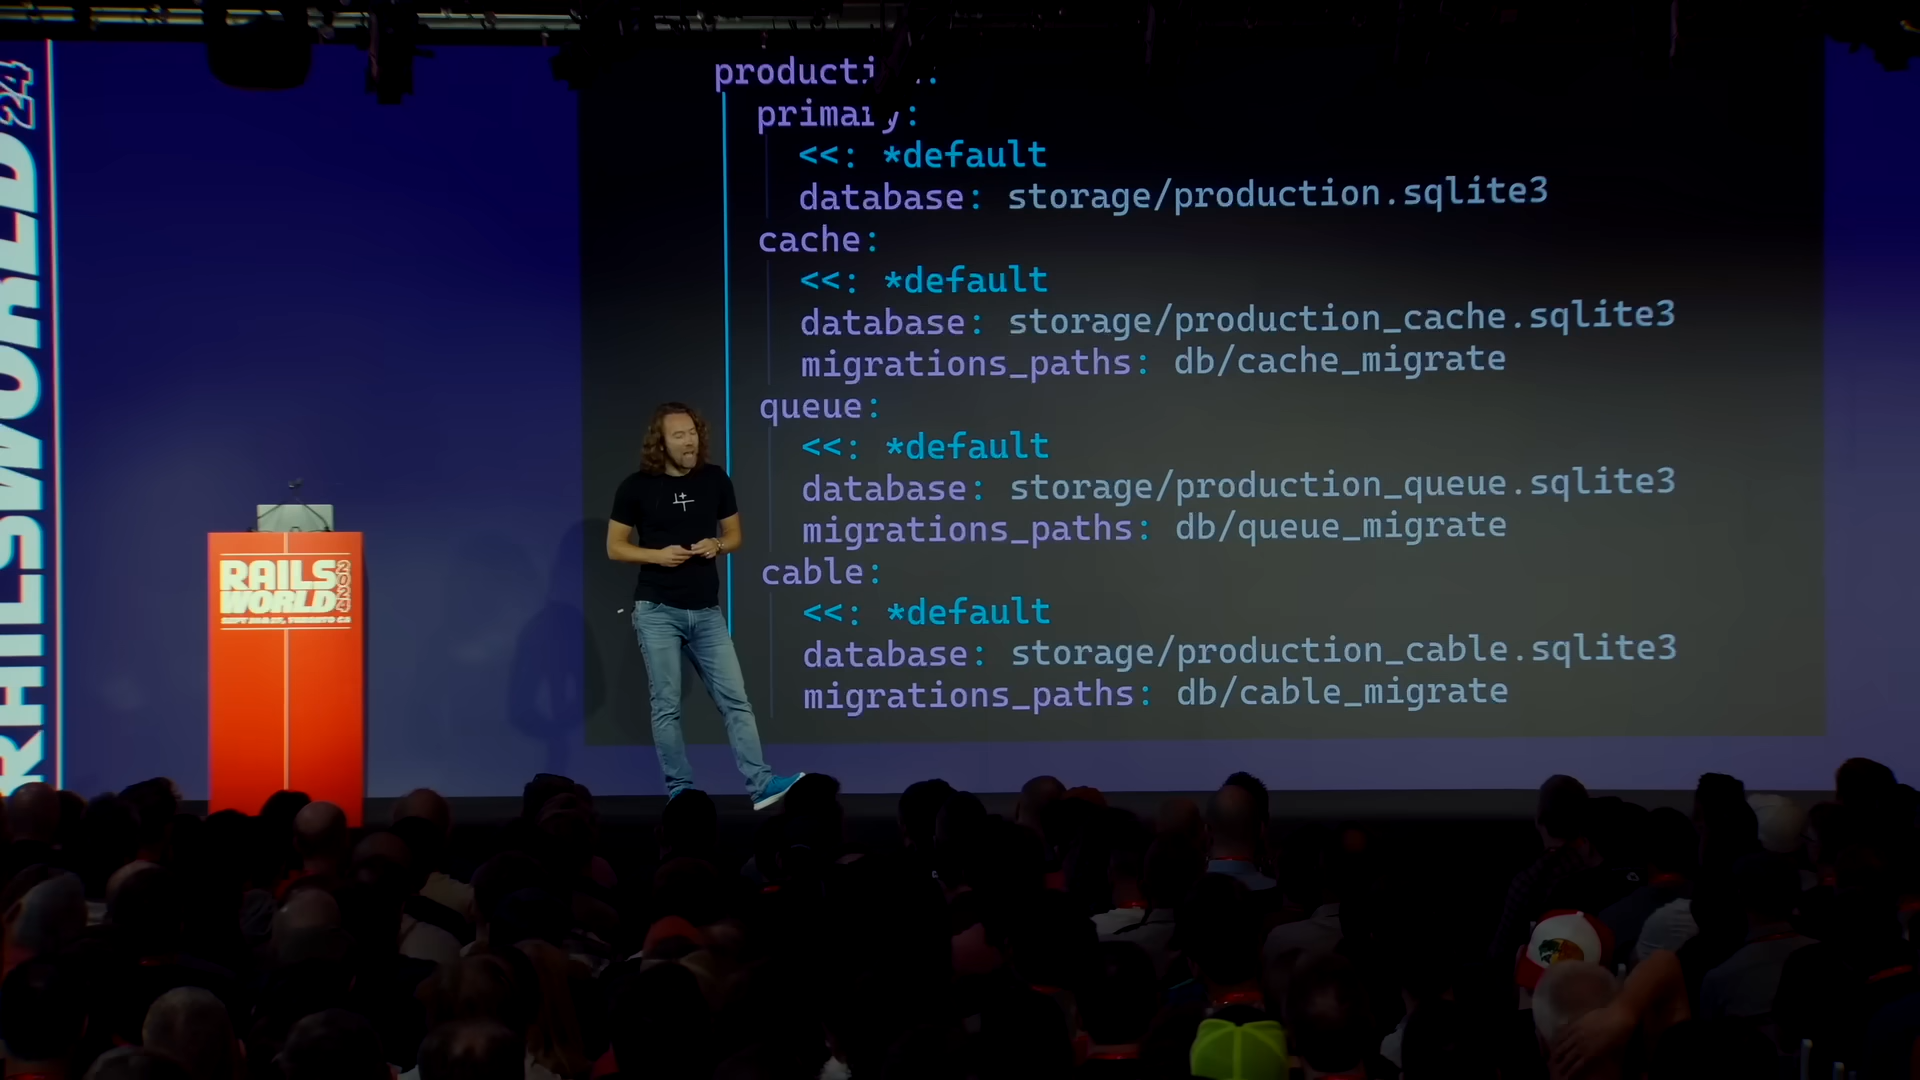 RAILSWORLD 24
primary:
<<: *default
database: storage/production.sqlite3
cache:
<<: *default
database: storage/production_cache.sqlite3
migrations_paths: db/cache_migrate
queue:
<<: *default
database: storage/production_queue.sqlite3
migrations_paths: db/queue_migrate
cable:
<<: *default
database: storage/production_cable.sqlite3
migrations_paths: db/cable_migrate
RAILS
WORLD
2024